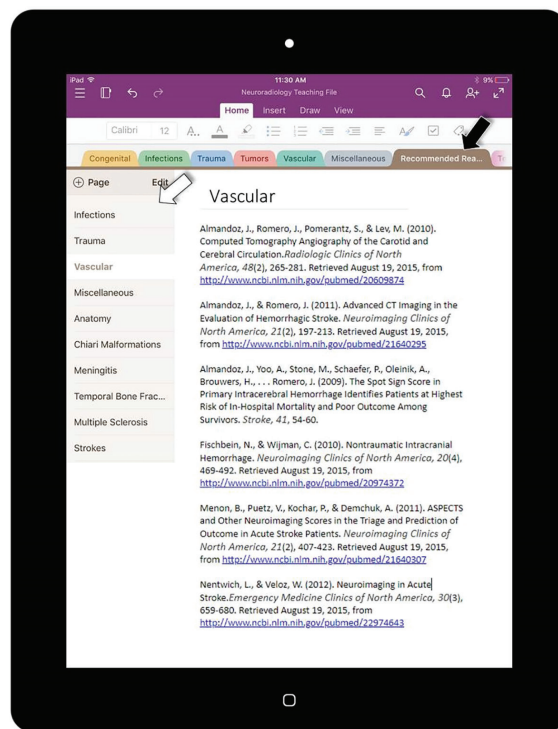 iPad 11:30 AM 9%
Neuroradiology Teaching File
Home Insert Draw View
Calibri 12 A... A
Congenital Infections Trauma Tumors Vascular Miscellaneous Recommended Rea...
Page Edit
Infections
Trauma
Vascular
Miscellaneous
Anatomy
Chiari Malformations
Meningitis
Temporal Bone Frac...
Multiple Sclerosis
Strokes
Vascular
Almandoz, J., Romero, J., Pomerantz, S., & Lev, M. (2010).
Computed Tomography Angiography of the Carotid and
Cerebral Circulation.Radiologic Clinics of North
America, 48(2), 265-281. Retrieved August 19, 2015, from
http://www.ncbi.nlm.nih.gov/pubmed/20609874
Almandoz, J., & Romero, J. (2011). Advanced CT Imaging in the
Evaluation of Hemorrhagic Stroke. Neuroimaging Clinics of
North America, 21(2), 197-213. Retrieved August 19, 2015,
from http://www.ncbi.nlm.nih.gov/pubmed/21640295
Almandoz, J., Yoo, A., Stone, M., Schaefer, P., Oleinik, A.,
Brouwers, H., . . . Romero, J. (2009). The Spot Sign Score in
Primary Intracerebral Hemorrhage Identifies Patients at Highest
Risk of In-Hospital Mortality and Poor Outcome Among
Survivors. Stroke, 41, 54-60.
Fischbein, N., & Wijman, C. (2010). Nontraumatic Intracranial
Hemorrhage. Neuroimaging Clinics of North America, 20(4),
469-492. Retrieved August 19, 2015, from
http://www.ncbi.nlm.nih.gov/pubmed/20974372
Menon, B., Puetz, V., Kochar, P., & Demchuk, A. (2011). ASPECTS
and Other Neuroimaging Scores in the Triage and Prediction of
Outcome in Acute Stroke Patients. Neuroimaging Clinics of
North America, 21(2), 407-423. Retrieved August 19, 2015,
from http://www.ncbi.nlm.nih.gov/pubmed/21640307
Nentwich, L., & Veloz, W. (2012). Neuroimaging in Acute
Stroke.Emergency Medicine Clinics of North America, 30(3),
659-680. Retrieved August 19, 2015, from
http://www.ncbi.nlm.nih.gov/pubmed/22974643